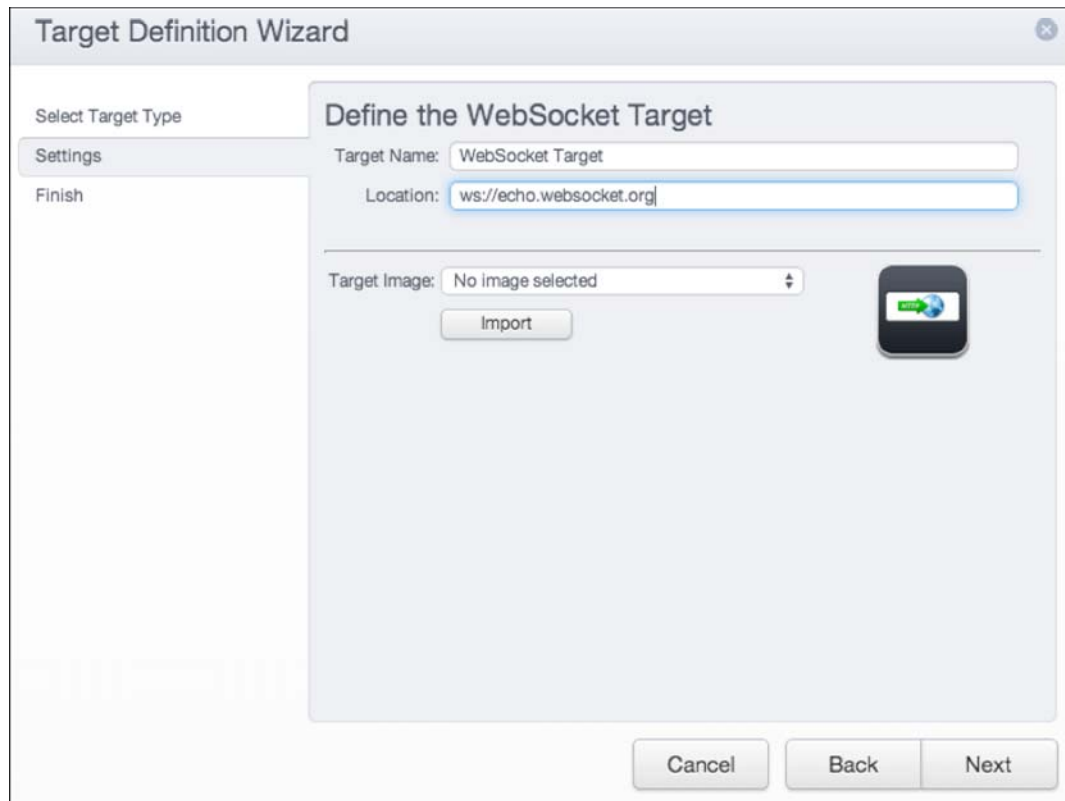 Target Definition Wizard
Select Target Type
Settings
Finish
Define the WebSocket Target
Target Name: WebSocket Target
Location: ws://echo.websocket.org
Target Image: No image selected
Import
HTTP
Cancel Back Next